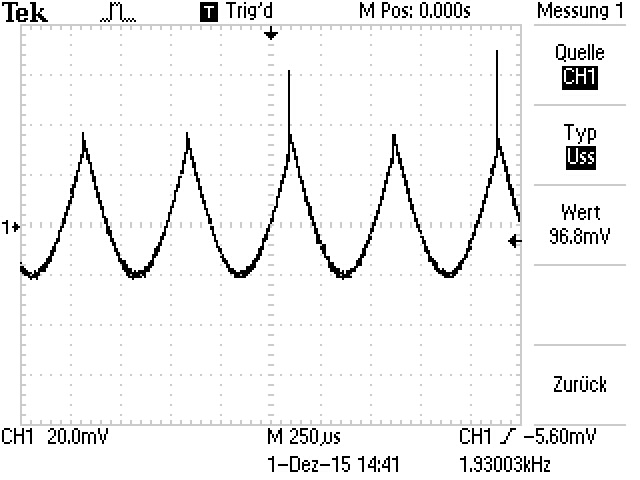 Tek T Trig'd M Pos: 0.000s Messung 1
Quelle
CH1
Typ
Uss
Wert
96.8mV
1
Zurück
CH1 20.0mV M 250µs CH1 -5.60mV
1-Dez-15 14:41 1.93003kHz